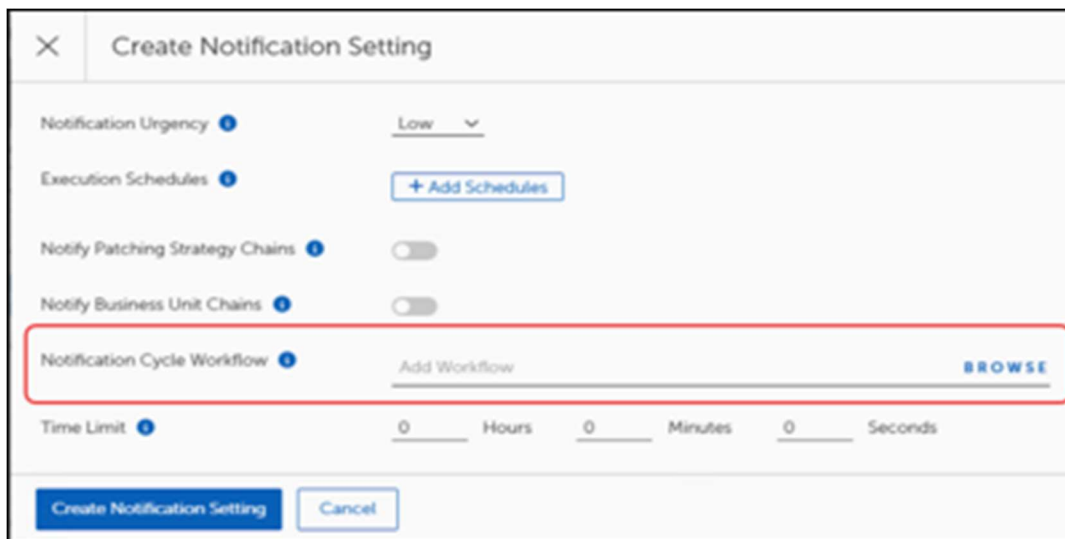 Create Notification Setting
Notification Urgency Low
Execution Schedules + Add Schedules
Notify Patching Strategy Chains
Notify Business Unit Chains
Notification Cycle Workflow Add Workflow BROWSE
Time Limit 0 Hours 0 Minutes 0 Seconds
Create Notification Setting Cancel